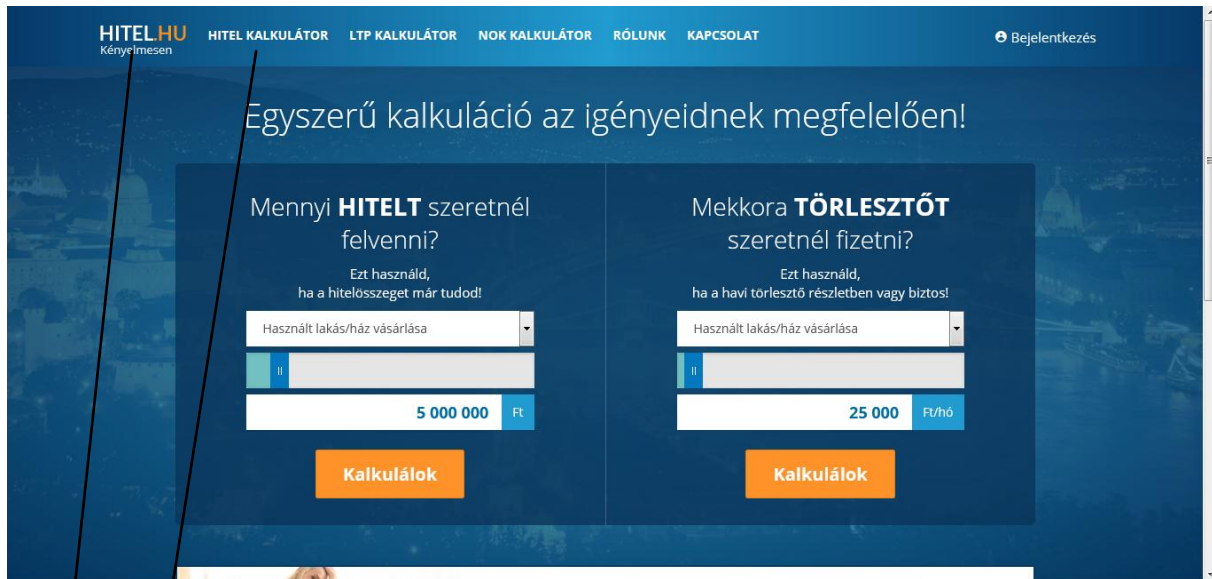 HITEL.HU
Kényelmesen
HITEL KALKULÁTOR LTP KALKULÁTOR NOK KALKULÁTOR RÓLUNK KAPCSOLAT
Bejelentkezés
Egyszerű kalkuláció az igényeidnek megfelelően!
Mennyi HITELT szeretnél
felvenni?
Ezt használd,
ha a hitelösszeget már tudod!
Használt lakás/ház vásárlása
5 000 000 Ft
Kalkulálok
Mekkora TÖRLESZTŐT
szeretnél fizetni?
Ezt használd,
ha a havi törlesztő részletben vagy biztos!
Használt lakás/ház vásárlása
25 000 Ft/hó
Kalkulálok